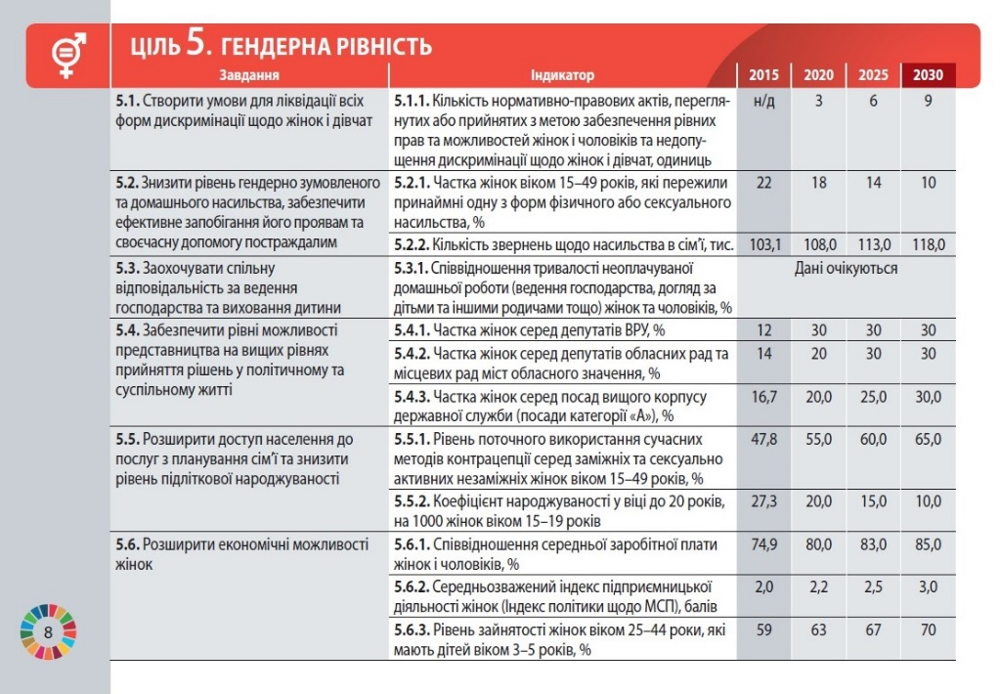 ЦІЛЬ 5. ГЕНДЕРНА РІВНІСТЬ
Завдання Індикатор 2015 2020 2025 2030
5.1. Створити умови для ліквідації всіх
форм дискримінації щодо жінок і дівчат
5.1.1. Кількість нормативно-правових актів, перегля-
нутих або прийнятих з метою забезпечення рівних
прав та можливостей жінок і чоловіків та недопу-
щення дискримінації щодо жінок і дівчат, одиниць
н/д 3 6 9
5.2. Знизити рівень гендерно зумовленого
та домашнього насильства, забезпечити
ефективне запобігання його проявам та
своєчасну допомогу постраждалим
5.2.1. Частка жінок віком 15–49 років, які пережили
принаймні одну з форм фізичного або сексуального
насильства, %
22 18 14 10
5.2.2. Кількість звернень щодо насильства в сім’ї, тис. 103,1 108,0 113,0 118,0
5.3. Заохочувати спільну
відповідальність за ведення
господарства та виховання дитини
5.3.1. Співвідношення тривалості неоплачуваної
домашньої роботи (ведення господарства, догляд за
дітьми та іншими родичами тощо) жінок та чоловіків, %
Дані очікуються
5.4. Забезпечити рівні можливості
представництва на вищих рівнях
прийняття рішень у політичному та
суспільному житті
5.4.1. Частка жінок серед депутатів ВРУ, % 12 30 30 30
5.4.2. Частка жінок серед депутатів обласних рад та
місцевих рад міст обласного значення, %
14 20 30 30
5.4.3. Частка жінок серед посад вищого корпусу
державної служби (посади категорії «А»), %
16,7 20,0 25,0 30,0
5.5. Розширити доступ населення до
послуг з планування сім’ї та знизити
рівень підліткової народжуваності
5.5.1. Рівень поточного використання сучасних
методів контрацепції серед заміжніх та сексуально
активних незаміжніх жінок віком 15–49 років, %
47,8 55,0 60,0 65,0
5.5.2. Коефіцієнт народжуваності у віці до 20 років,
на 1000 жінок віком 15–19 років
27,3 20,0 15,0 10,0
5.6. Розширити економічні можливості
жінок
5.6.1. Співвідношення середньої заробітної плати
жінок і чоловіків, %
74,9 80,0 83,0 85,0
5.6.2. Середньозважений індекс підприємницької
діяльності жінок (Індекс політики щодо МСП), балів
2,0 2,2 2,5 3,0
5.6.3. Рівень зайнятості жінок віком 25–44 роки, які
мають дітей віком 3–5 років, %
59 63 67 70
8